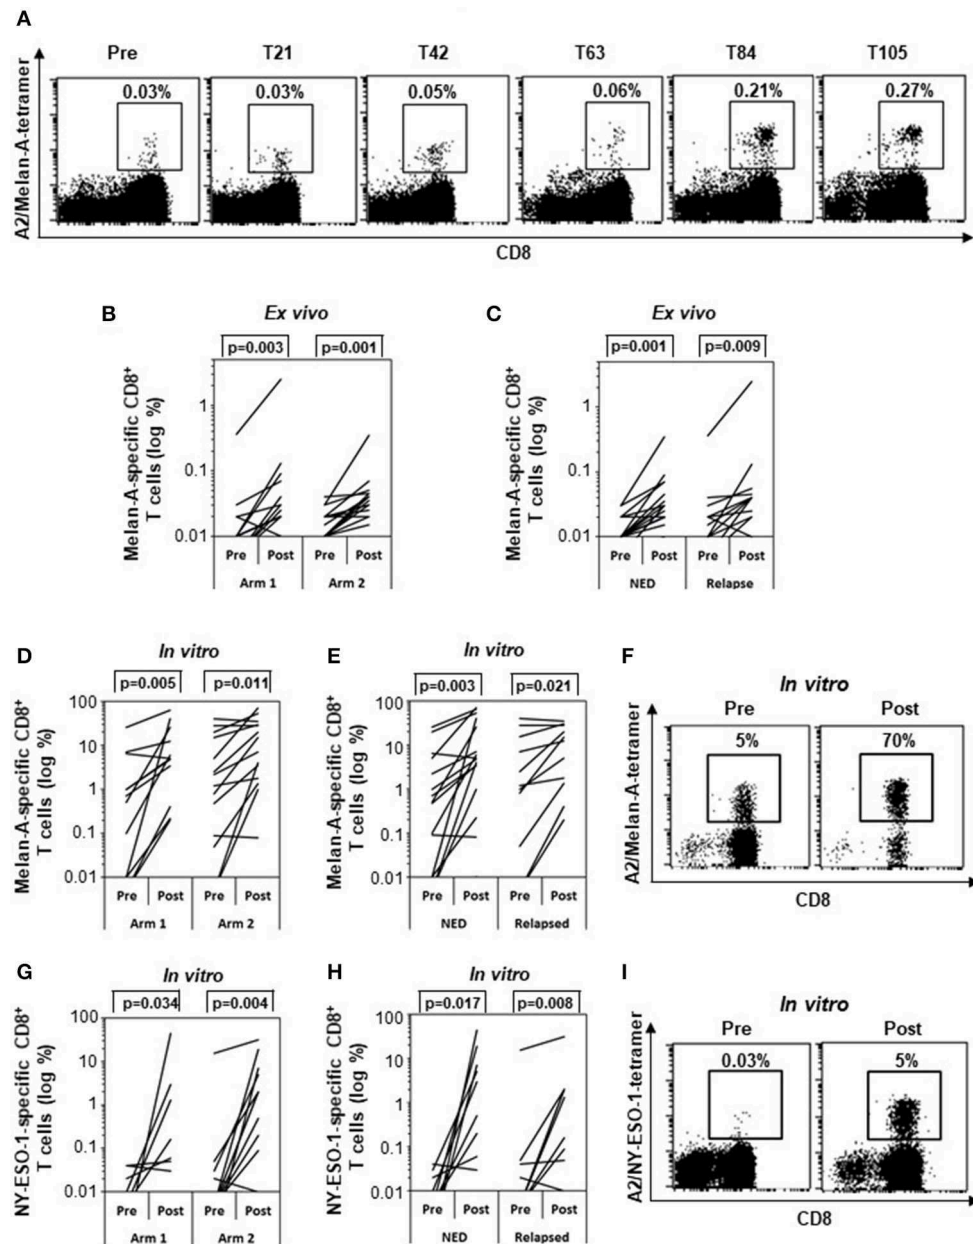 A
Pre T21 T42 T63 T84 T105
A2/Melan-A-tetramer
0.03% 0.03% 0.05% 0.06% 0.21% 0.27%
CD8
B
Ex vivo
p=0.003 p=0.001
Melan-A-specific CD8+
T cells (log %)
1
0.1
0.01
Pre Post Pre Post
Arm 1 Arm 2
C
Ex vivo
p=0.001 p=0.009
Melan-A-specific CD8+
T cells (log %)
1
0.1
0.01
Pre Post Pre Post
NED Relapse
D
In vitro
p=0.005 p=0.011
Melan-A-specific CD8+
T cells (log %)
100
10
1
0.1
0.01
Pre Post Pre Post
Arm 1 Arm 2
E
In vitro
p=0.003 p=0.021
Melan-A-specific CD8+
T cells (log %)
100
10
1
0.1
0.01
Pre Post Pre Post
NED Relapsed
F
In vitro
Pre Post
5% 70%
A2/Melan-A-tetramer
CD8
G
In vitro
p=0.034 p=0.004
NY-ESO-1-specific CD8+
T cells (log %)
100
10
1
0.1
0.01
Pre Post Pre Post
Arm 1 Arm 2
H
In vitro
p=0.017 p=0.008
NY-ESO-1-specific CD8+
T cells (log %)
100
10
1
0.1
0.01
Pre Post Pre Post
NED Relapsed
I
In vitro
Pre Post
0.03% 5%
A2/NY-ESO-1-tetramer
CD8